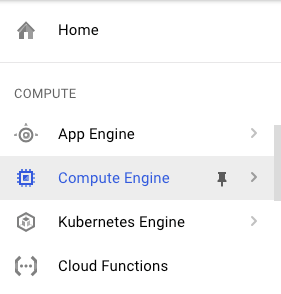 Home
COMPUTE
App Engine
Compute Engine
Kubernetes Engine
Cloud Functions